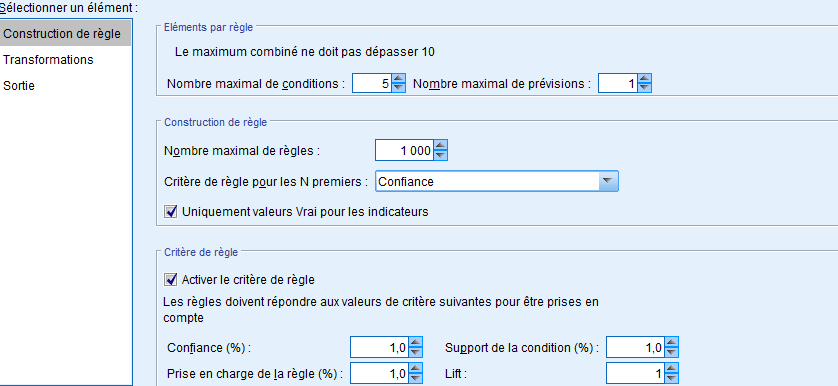 Sélectionner un élément :
Construction de règle
Transformations
Sortie
Eléments par règle
Le maximum combiné ne doit pas dépasser 10
Nombre maximal de conditions : 5 Nombre maximal de prévisions : 1
Construction de règle
Nombre maximal de règles : 1 000
Critère de règle pour les N premiers : Confiance
Uniquement valeurs Vrai pour les indicateurs
Critère de règle
Activer le critère de règle
Les règles doivent répondre aux valeurs de critère suivantes pour être prises en
compte
Confiance (%) : 1,0 Support de la condition (%) : 1,0
Prise en charge de la règle (%) : 1,0 Lift : 1